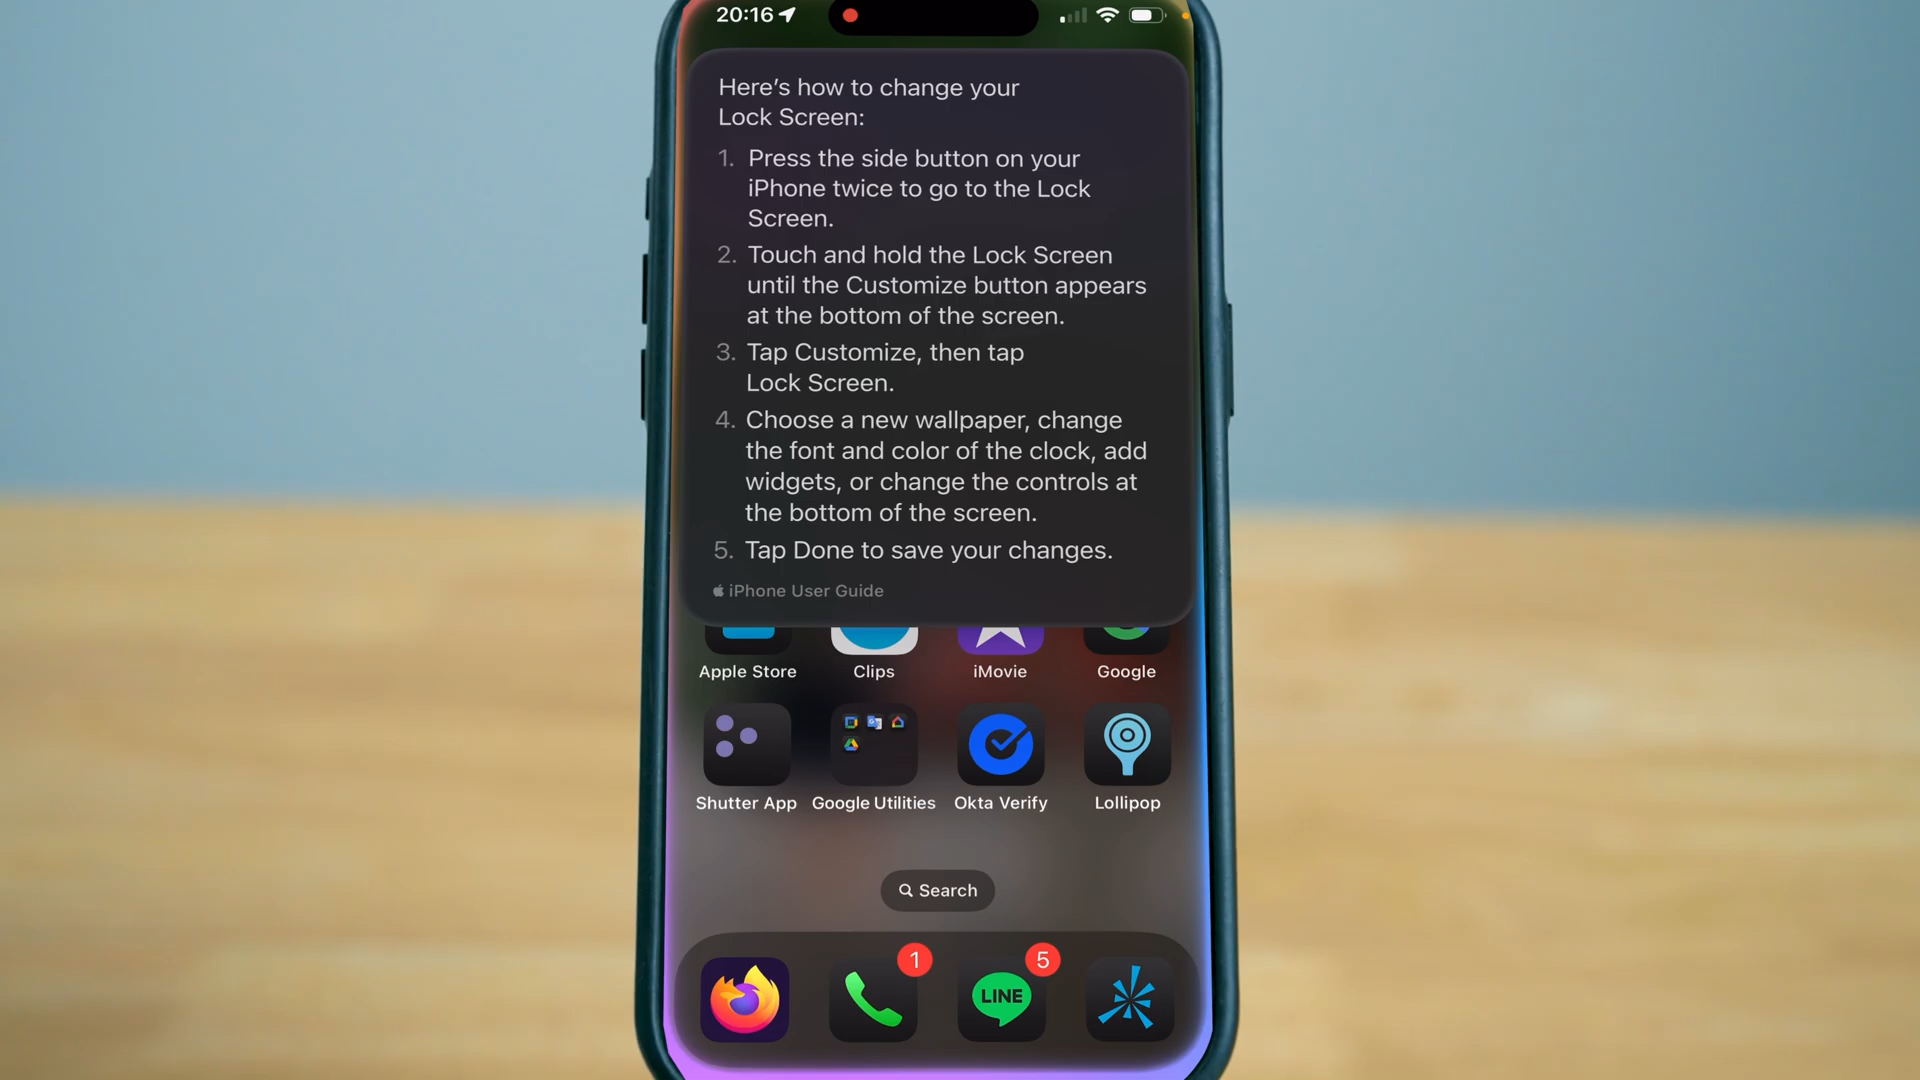 20:16
Here's how to change your
Lock Screen:
1. Press the side button on your
iPhone twice to go to the Lock
Screen.
2. Touch and hold the Lock Screen
until the Customize button appears
at the bottom of the screen.
3. Tap Customize, then tap
Lock Screen.
4. Choose a new wallpaper, change
the font and color of the clock, add
widgets, or change the controls at
the bottom of the screen.
5. Tap Done to save your changes.
iPhone User Guide
Apple Store Clips iMovie Google
Shutter App Google Utilities Okta Verify Lollipop
Search
1 5
LINE